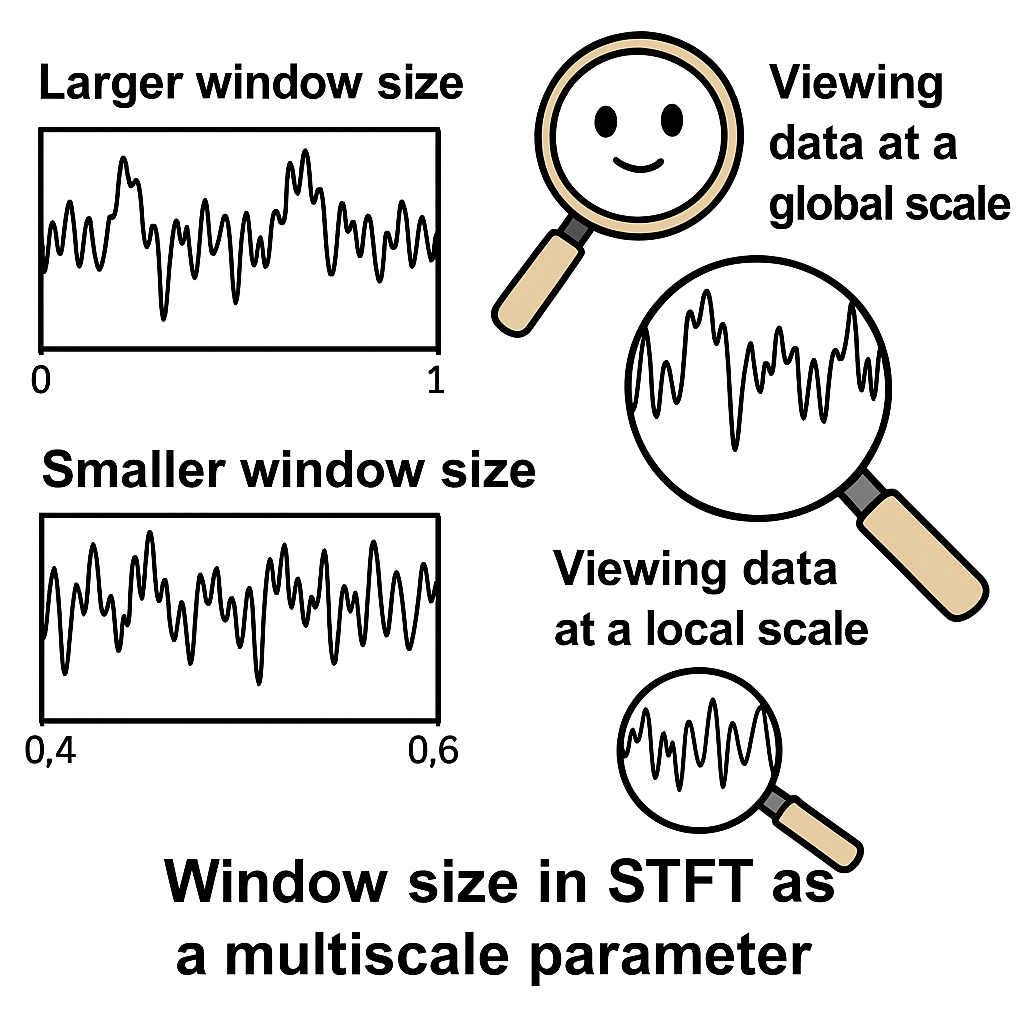 Larger window size
0
1
Viewing
data at a
global scale
Smaller window size
0,4
0,6
Viewing data
at a local scale
Window size in STFT as
a multiscale parameter